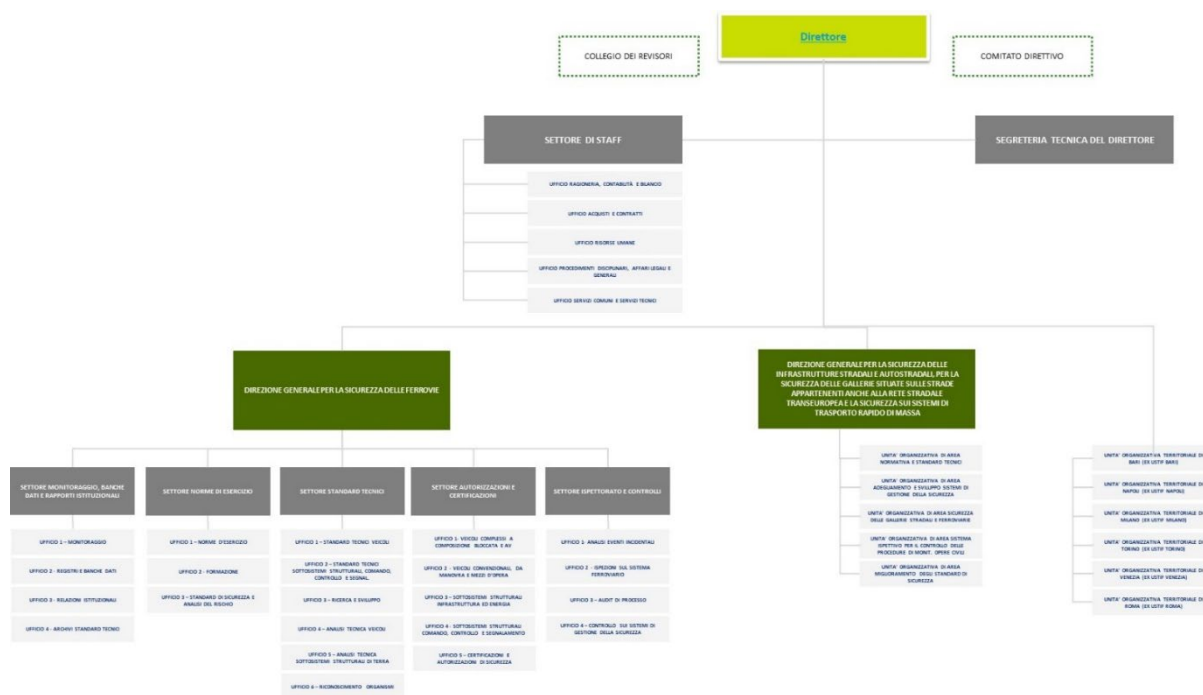 Direttore
COLLEGIO DEI REVISORI
COMITATO DIRETTIVO
SETTORE DI STAFF
SEGRETERIA TECNICA DEL DIRETTORE
UFFICIO RAGIONERIA, CONTABILITÀ E BILANCIO
UFFICIO ACQUISTI E CONTRATTI
UFFICIO RISORSE UMANE
UFFICIO PROCEDIMENTI DISCIPLINARI, AFFARI LEGALI E
GENERALI
UFFICIO SERVIZI COMUNI E SERVIZI TECNICI
DIREZIONE GENERALE PER LA SICUREZZA DELLE FERROVIE
DIREZIONE GENERALE PER LA SICUREZZA DELLE
INFRASTRUTTURE STRADALI E AUTOSTRADALI, PER LA
SICUREZZA DELLE GALLERIE SITUATE SULLE STRADE
APPARTENENTI ANCHE ALLA RETE STRADALE
TRANSEUROPEA E LA SICUREZZA SUI SISTEMI DI
TRASPORTO RAPIDO DI MASSA
SETTORE MONITORAGGIO, BANCHE
DATI E RAPPORTI ISTITUZIONALI
UFFICIO 1 – MONITORAGGIO
UFFICIO 2 - REGISTRI E BANCHE DATI
UFFICIO 3 - RELAZIONI ISTITUZIONALI
UFFICIO 4 - ARCHIVI STANDARD TECNICI
SETTORE NORME DI ESERCIZIO
UFFICIO 1 – NORME D'ESERCIZIO
UFFICIO 2 - FORMAZIONE
UFFICIO 3 – STANDARD DI SICUREZZA E
ANALISI DEL RISCHIO
SETTORE STANDARD TECNICI
UFFICIO 1 – STANDARD TECNICI VEICOLI
UFFICIO 2 – STANDARD TECNICI
SOTTOSISTEMI STRUTTURALI, COMANDO,
CONTROLLO E SEGNAL.
UFFICIO 3 – RICERCA E SVILUPPO
UFFICIO 4 – ANALISI TECNICA VEICOLI
UFFICIO 5 – ANALISI TECNICA
SOTTOSISTEMI STRUTTURALI DI TERRA
UFFICIO 6 – RICONOSCIMENTO ORGANISMI
SETTORE AUTORIZZAZIONI E
CERTIFICAZIONI
UFFICIO 1- VEICOLI COMPLESSI A
COMPOSIZIONE BLOCCATA E AV
UFFICIO 2 - VEICOLI CONVENZIONALI, DA
MANOVRA E MEZZI D'OPERA
UFFICIO 3 – SOTTOSISTEMI STRUTTURALI
INFRASTRUTTURA ED ENERGIA
UFFICIO 4 - SOTTOSISTEMI STRUTTURALI
COMANDO, CONTROLLO E SEGNALAMENTO
UFFICIO 5 – CERTIFICAZIONI E
AUTORIZZAZIONI DI SICUREZZA
SETTORE ISPETTORATO E CONTROLLI
UFFICIO 1- ANALISI EVENTI INCIDENTALI
UFFICIO 2 - ISPEZIONI SUL SISTEMA
FERROVIARIO
UFFICIO 3 – AUDIT DI PROCESSO
UFFICIO 4 – CONTROLLO SUI SISTEMI DI
GESTIONE DELLA SICUREZZA
UNITA' ORGANIZZATIVA DI AREA
NORMATIVA E STANDARD TECNICI
UNITA' ORGANIZZATIVA DI AREA
ADEGUAMENTO E SVILUPPO SISTEMI DI
GESTIONE DELLA SICUREZZA
UNITA' ORGANIZZATIVA DI AREA SICUREZZA
DELLE GALLERIE STRADALI E FERROVIARIE
UNITA' ORGANIZZATIVA DI AREA SISTEMA
ISPETTIVO PER IL CONTROLLO DELLE
PROCEDURE DI MONIT. OPERE CIVILI
UNITA' ORGANIZZATIVA DI AREA
MIGLIORAMENTO DEGLI STANDARD DI
SICUREZZA
UNITA' ORGANIZZATIVA TERRITORIALE DI
BARI (EX USTIF BARI)
UNITA' ORGANIZZATIVA TERRITORIALE DI
NAPOLI (EX USTIF NAPOLI)
UNITA' ORGANIZZATIVA TERRITORIALE DI
MILANO (EX USTIF MILANO)
UNITA' ORGANIZZATIVA TERRITORIALE DI
TORINO (EX USTIF TORINO)
UNITA' ORGANIZZATIVA TERRITORIALE DI
VENEZIA (EX USTIF VENEZIA)
UNITA' ORGANIZZATIVA TERRITORIALE DI
ROMA (EX USTIF ROMA)